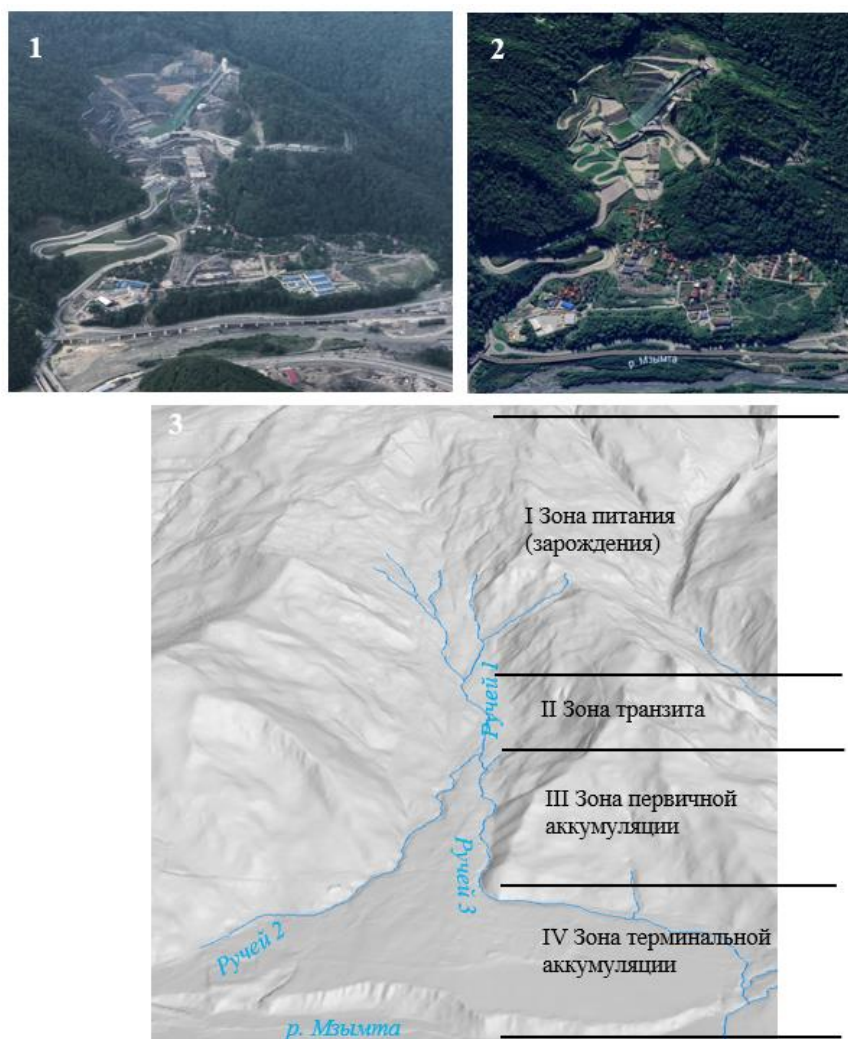 1
2
р. Мзымта
3
I Зона питания
(зарождения)
Ручей 1
II Зона транзита
III Зона первичной
аккумуляции
Ручей 3
Ручей 2
IV Зона терминальной
аккумуляции
р. Мзымта